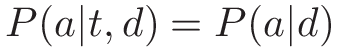 P(a|t, d) = P(a|d)